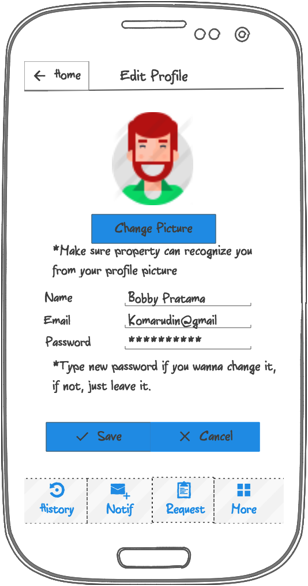 Home
Edit Profile
Change Picture
*Make sure property can recognize you
from your profile picture
Name Bobby Pratama
Email Komarudin@gmail
Password **********
*Type new password if you wanna change it,
if not, just leave it.
Save Cancel
History Notif Request More